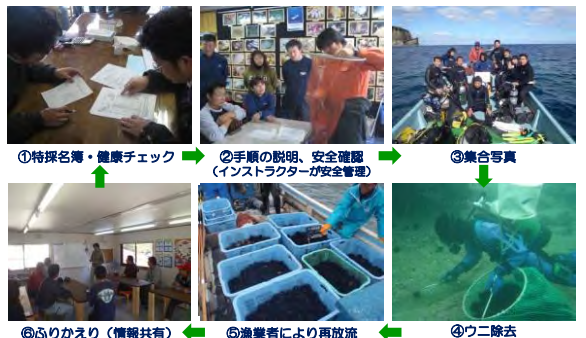 ①特採名簿・健康チェック
②手順の説明、安全確認
（インストラクターが安全管理）
③集合写真
④ウニ除去
⑤漁業者により再放流
⑥ふりかえり（情報共有）